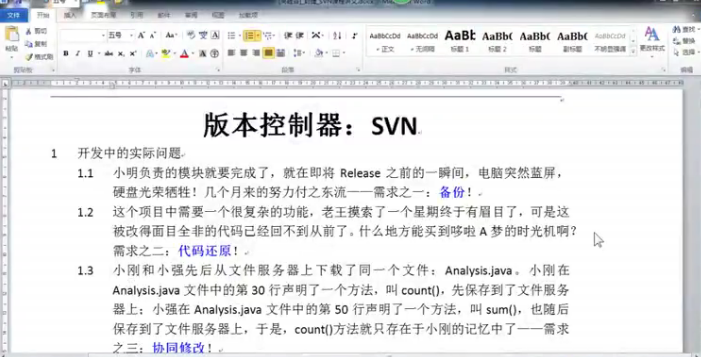 文件 开始 插入 页面布局 引用 邮件 审阅 视图 加载项
粘贴 剪切 复制 格式刷 五号
AaBbCcDd AaBbCcDd AaBb AaBbC AaBbC AaBbC AaBbCcDd
正文 无间隔 标题 1 标题 2 标题 副标题 不明显强调 更改样式 查找 替换 选择
剪贴板 字体 段落 样式 编辑
版本控制器：SVN
1 开发中的实际问题
1.1 小明负责的模块就要完成了，就在即将 Release 之前的一瞬间，电脑突然蓝屏，
硬盘光荣牺牲！几个月来的努力付之东流——需求之一：备份！
1.2 这个项目中需要一个很复杂的功能，老王摸索了一个星期终于有眉目了，可是这
被改得面目全非的代码已经回不到从前了。什么地方能买到哆啦 A 梦的时光机啊？
需求之二：代码还原！
1.3 小刚和小强先后从文件服务器上下载了同一个文件：Analysis.java。小刚在
Analysis.java 文件中的第 30 行声明了一个方法，叫 count()，先保存到了文件服务
器上；小强在 Analysis.java 文件中的第 50 行声明了一个方法，叫 sum()，也随后
保存到了文件服务器上，于是，count()方法就只存在于小刚的记忆中了——需求
之三：协同修改！